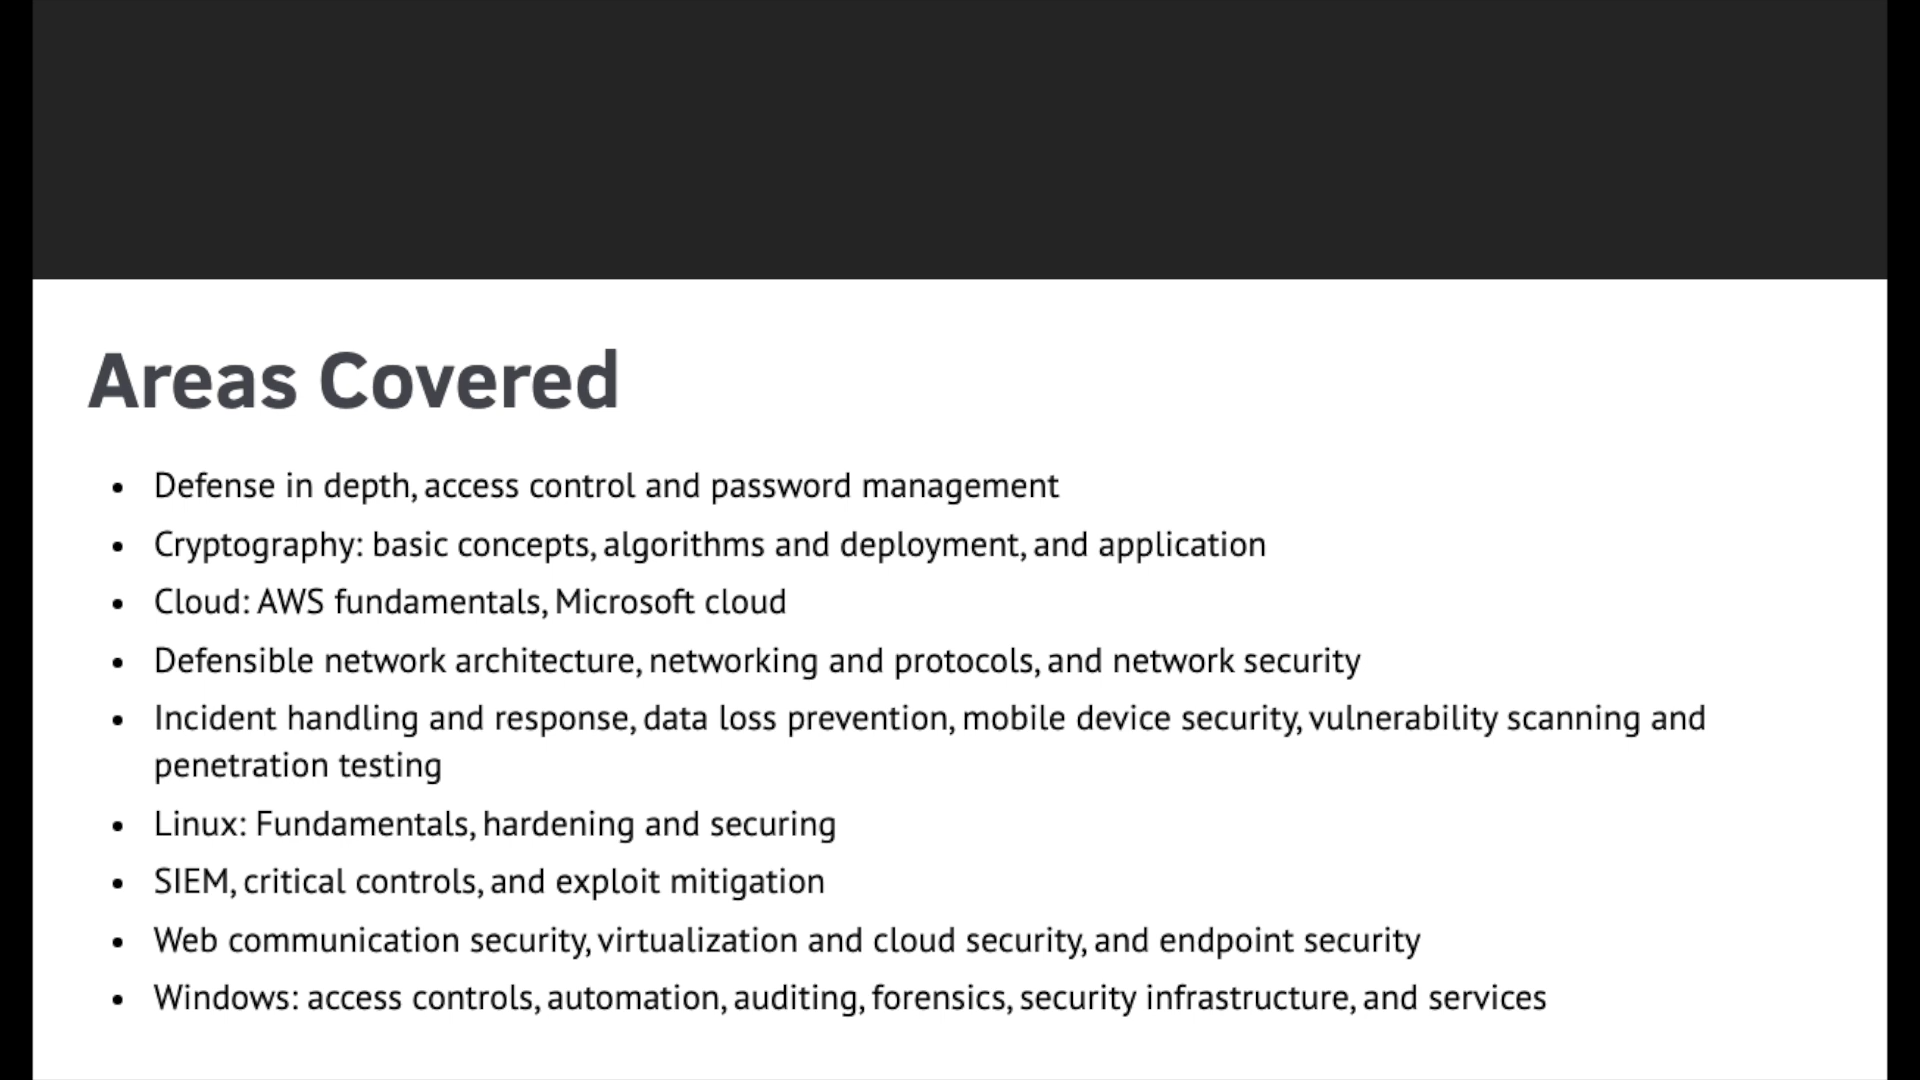 Areas Covered
• Defense in depth, access control and password management
• Cryptography: basic concepts, algorithms and deployment, and application
• Cloud: AWS fundamentals, Microsoft cloud
• Defensible network architecture, networking and protocols, and network security
• Incident handling and response, data loss prevention, mobile device security, vulnerability scanning and
penetration testing
• Linux: Fundamentals, hardening and securing
• SIEM, critical controls, and exploit mitigation
• Web communication security, virtualization and cloud security, and endpoint security
• Windows: access controls, automation, auditing, forensics, security infrastructure, and services